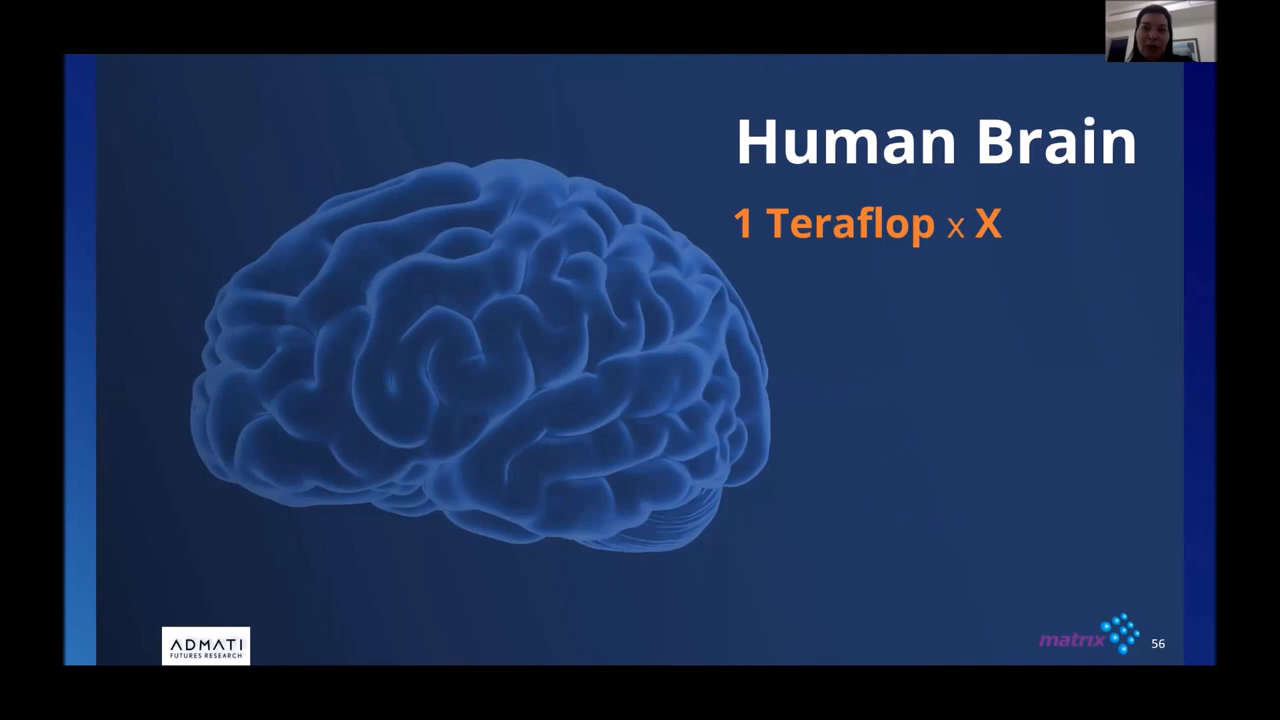 Human Brain
1 Teraflop x X
ADMATI
FUTURES RESEARCH
matrix
56